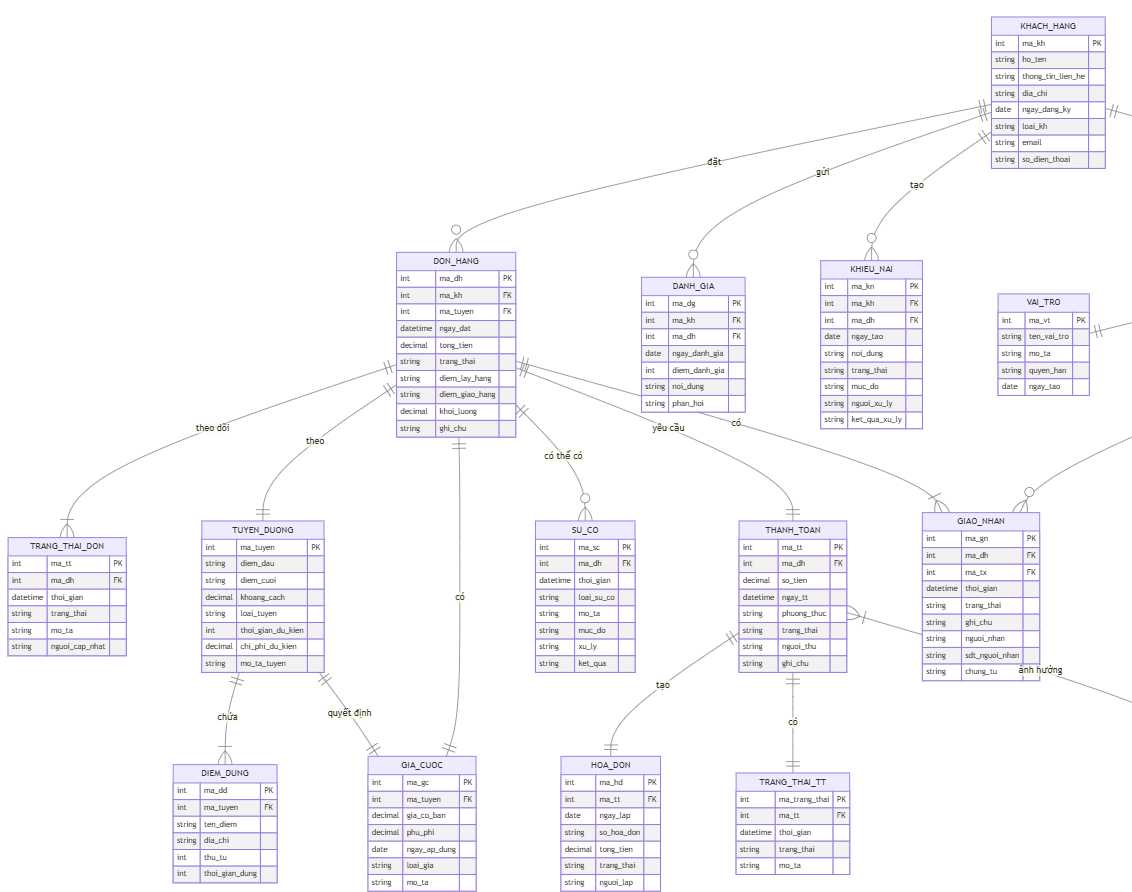 KHACH_HANG
int ma_kh PK
string ho_ten
string thong_tin_lien_he
string dia_chi
date ngay_dang_ky
string loai_kh
string email
string so_dien_thoai
đặt
gửi
tạo
DON_HANG
int ma_dh PK
int ma_kh FK
int ma_tuyen FK
datetime ngay_dat
decimal tong_tien
string trang_thai
string diem_lay_hang
string diem_giao_hang
decimal khoi_luong
string ghi_chu
DANH_GIA
int ma_dg PK
int ma_kh FK
int ma_dh FK
date ngay_danh_gia
int diem_danh_gia
string noi_dung
string phan_hoi
KHIEU_NAI
int ma_kn PK
int ma_kh FK
int ma_dh FK
date ngay_tao
string noi_dung
string trang_thai
string muc_do
string nguoi_xu_ly
string ket_qua_xu_ly
VAI_TRO
int ma_vt PK
string ten_vai_tro
string mo_ta
string quyen_han
date ngay_tao
theo dõi
theo
có thể có
yêu cầu
có
TRANG_THAI_DON
int ma_tt PK
int ma_dh FK
datetime thoi_gian
string trang_thai
string mo_ta
string nguoi_cap_nhat
TUYEN_DUONG
int ma_tuyen PK
string diem_dau
string diem_cuoi
decimal khoang_cach
string loai_tuyen
int thoi_gian_du_kien
decimal chi_phi_du_kien
string mo_ta_tuyen
có
SU_CO
int ma_sc PK
int ma_dh FK
datetime thoi_gian
string loai_su_co
string mo_ta
string muc_do
string xu_ly
string ket_qua
THANH_TOAN
int ma_tt PK
int ma_dh FK
decimal so_tien
datetime ngay_tt
string phuong_thuc
string trang_thai
string nguoi_thu
string ghi_chu
GIAO_NHAN
int ma_gn PK
int ma_dh FK
int ma_tx FK
datetime thoi_gian
string trang_thai
string ghi_chu
string nguoi_nhan
string sdt_nguoi_nhan
string chung_tu
ảnh hưởng
chứa
quyết định
tạo
có
DIEM_DUNG
int ma_dd PK
int ma_tuyen FK
string ten_diem
string dia_chi
int thu_tu
int thoi_gian_dung
GIA_CUOC
int ma_gc PK
int ma_tuyen FK
decimal gia_co_ban
decimal phu_phi
date ngay_ap_dung
string loai_gia
string mo_ta
HOA_DON
int ma_hd PK
int ma_tt FK
date ngay_lap
string so_hoa_don
decimal tong_tien
string trang_thai
string nguoi_lap
TRANG_THAI_TT
int ma_trang_thai PK
int ma_tt FK
datetime thoi_gian
string trang_thai
string mo_ta